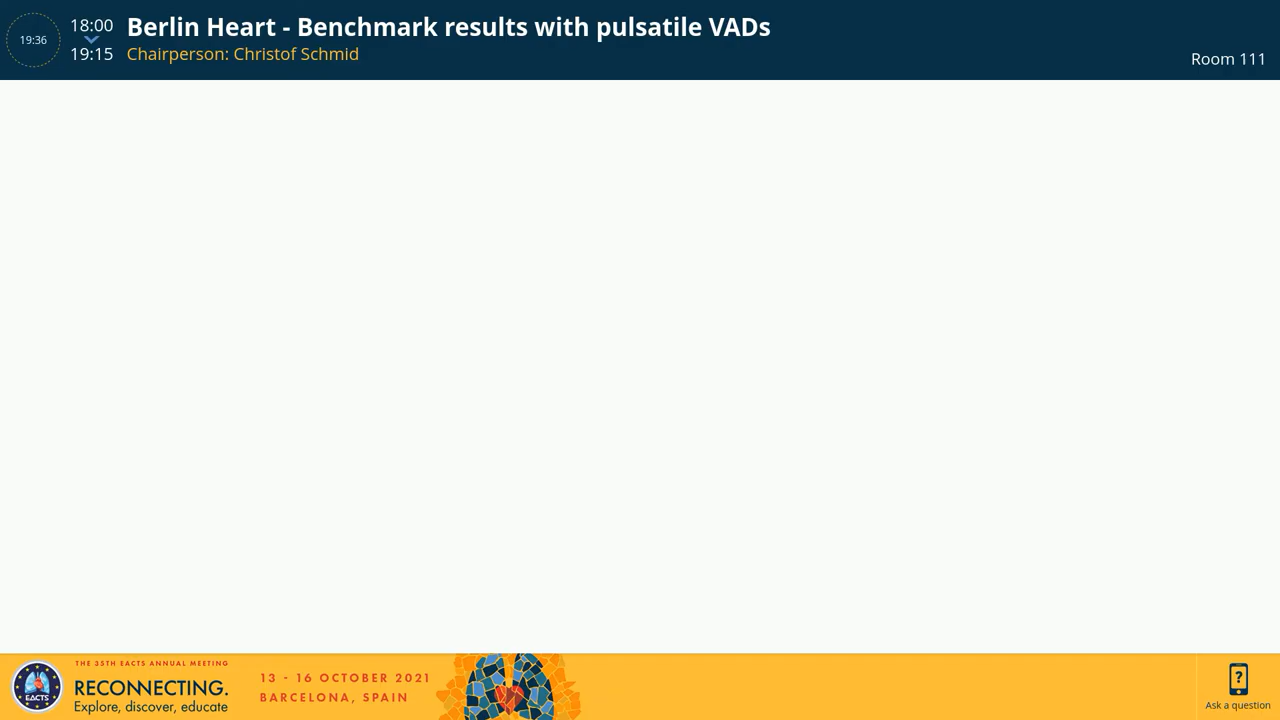 19:36
18:00
19:15
Berlin Heart - Benchmark results with pulsatile VADs
Chairperson: Christof Schmid
Room 111
EACTS
THE 35TH EACTS ANNUAL MEETING
RECONNECTING.
Explore, discover, educate
13 - 16 OCTOBER 2021
BARCELONA, SPAIN
?
Ask a question